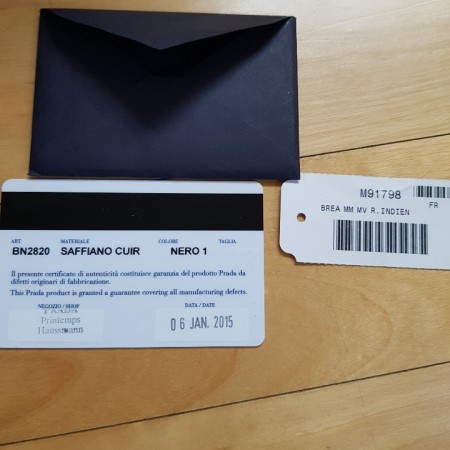 M91798
FR
BREA MM MV R.INDIEN
ART. MATERIALE COLORE TAGLIA
BN2820 SAFFIANO CUIR NERO 1
Il presente certificato di autenticità costituisce garanzia del prodotto Prada da
difetti originari di fabbricazione.
This Prada product is granted a guarantee covering all manufacturing defects.
NEGOZIO / SHOP DATA / DATE
PRADA
Printemps
Haussmann
06 JAN. 2015